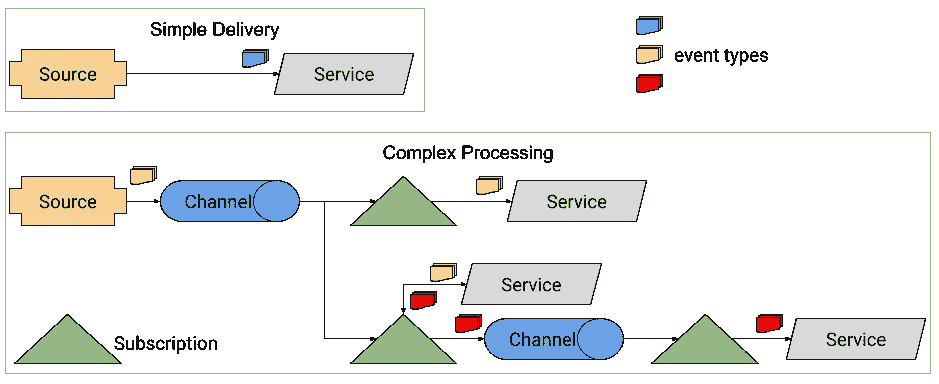 Simple Delivery
Source
Service
event types
Complex Processing
Source
Channel
Service
Service
Subscription
Channel
Service